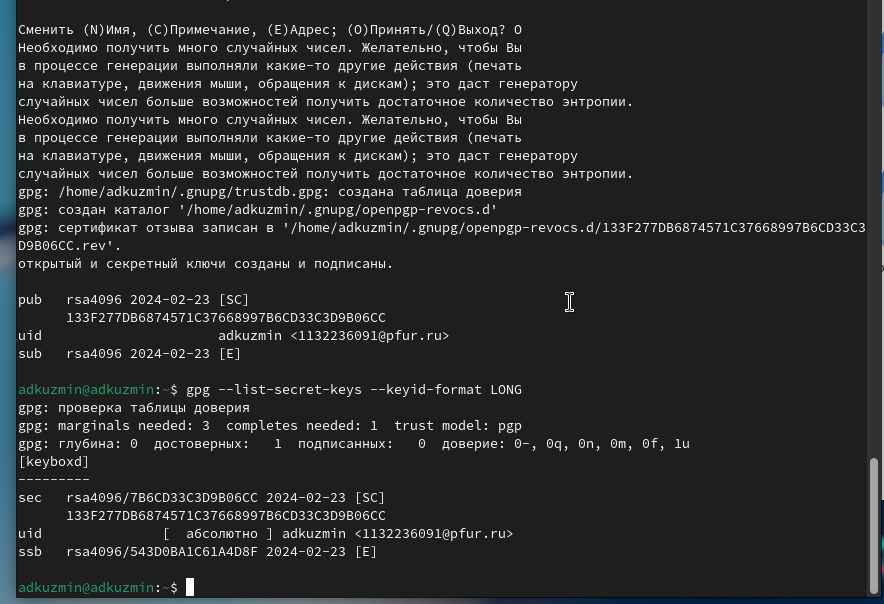 Сменить (N)Имя, (C)Примечание, (E)Адрес; (O)Принять/(Q)Выход? O
Необходимо получить много случайных чисел. Желательно, чтобы Вы
в процессе генерации выполняли какие-то другие действия (печать
на клавиатуре, движения мыши, обращения к дискам); это даст генератору
случайных чисел больше возможностей получить достаточное количество энтропии.
Необходимо получить много случайных чисел. Желательно, чтобы Вы
в процессе генерации выполняли какие-то другие действия (печать
на клавиатуре, движения мыши, обращения к дискам); это даст генератору
случайных чисел больше возможностей получить достаточное количество энтропии.
gpg: /home/adkuzmin/.gnupg/trustdb.gpg: создана таблица доверия
gpg: создан каталог '/home/adkuzmin/.gnupg/openpgp-revocs.d'
gpg: сертификат отзыва записан в '/home/adkuzmin/.gnupg/openpgp-revocs.d/133F277DB6874571C37668997B6CD33C3
D9B06CC.rev'.
открытый и секретный ключи созданы и подписаны.
pub   rsa4096 2024-02-23 [SC]
      133F277DB6874571C37668997B6CD33C3D9B06CC
uid                      adkuzmin <1132236091@pfur.ru>
sub   rsa4096 2024-02-23 [E]
adkuzmin@adkuzmin:~$ gpg --list-secret-keys --keyid-format LONG
gpg: проверка таблицы доверия
gpg: marginals needed: 3  completes needed: 1  trust model: pgp
gpg: глубина: 0  достоверных:   1  подписанных:   0  доверие: 0-, 0q, 0n, 0m, 0f, 1u
[keyboxd]
---------
sec   rsa4096/7B6CD33C3D9B06CC 2024-02-23 [SC]
      133F277DB6874571C37668997B6CD33C3D9B06CC
uid               [  абсолютно ] adkuzmin <1132236091@pfur.ru>
ssb   rsa4096/543D0BA1C61A4D8F 2024-02-23 [E]
adkuzmin@adkuzmin:~$